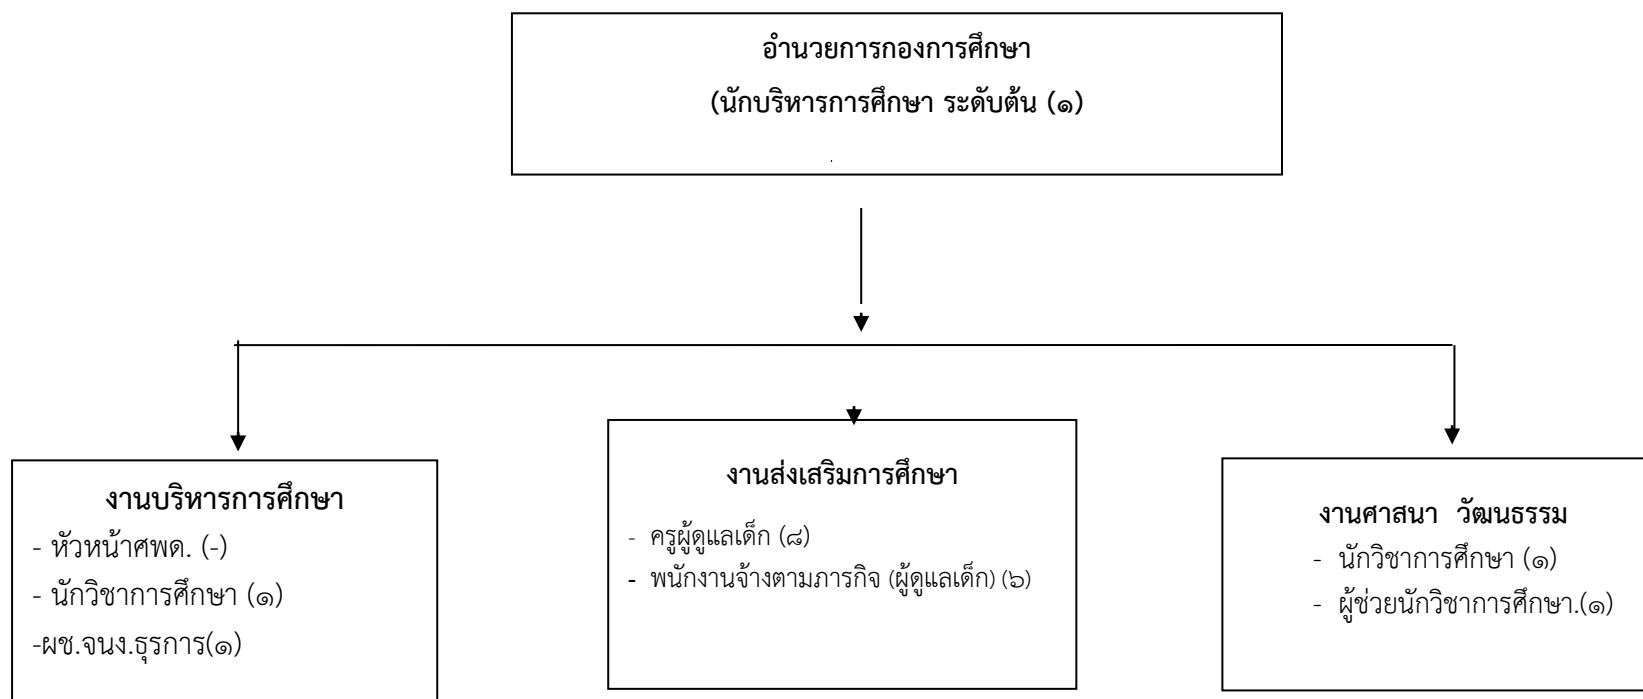 อำนวยการกองการศึกษา
(นักบริหารการศึกษา ระดับต้น (๑)
งานบริหารการศึกษา
- หัวหน้าศพด. (-)
- นักวิชาการศึกษา (๑)
-ผช.จนง.ธุรการ(๑)
งานส่งเสริมการศึกษา
- ครูผู้ดูแลเด็ก (๘)
- พนักงานจ้างตามภารกิจ (ผู้ดูแลเด็ก) (๖)
งานศาสนา วัฒนธรรม
- นักวิชาการศึกษา (๑)
- ผู้ช่วยนักวิชาการศึกษา.(๑)